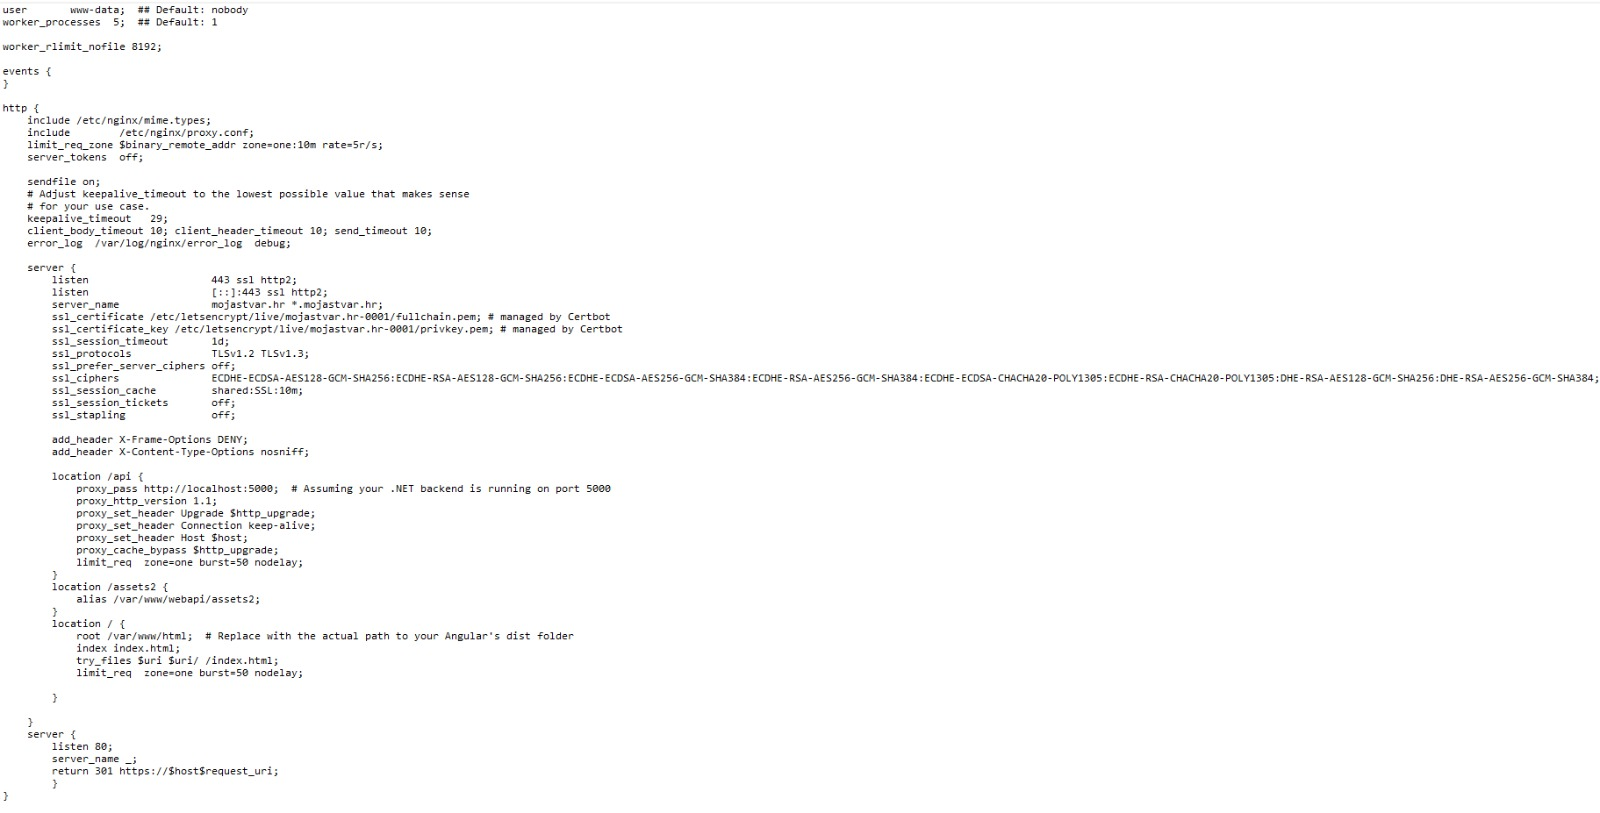 user       www-data;  ## Default: nobody
worker_processes  5;  ## Default: 1

worker_rlimit_nofile 8192;

events {
}

http {
    include /etc/nginx/mime.types;
    include        /etc/nginx/proxy.conf;
    limit_req_zone $binary_remote_addr zone=one:10m rate=5r/s;
    server_tokens  off;

    sendfile on;
    # Adjust keepalive_timeout to the lowest possible value that makes sense
    # for your use case.
    keepalive_timeout   29;
    client_body_timeout 10; client_header_timeout 10; send_timeout 10;
    error_log  /var/log/nginx/error_log  debug;

    server {
        listen                    443 ssl http2;
        listen                    [::]:443 ssl http2;
        server_name               mojastvar.hr *.mojastvar.hr;
        ssl_certificate /etc/letsencrypt/live/mojastvar.hr-0001/fullchain.pem; # managed by Certbot
        ssl_certificate_key /etc/letsencrypt/live/mojastvar.hr-0001/privkey.pem; # managed by Certbot
        ssl_session_timeout       1d;
        ssl_protocols             TLSv1.2 TLSv1.3;
        ssl_prefer_server_ciphers off;
        ssl_ciphers               ECDHE-ECDSA-AES128-GCM-SHA256:ECDHE-RSA-AES128-GCM-SHA256:ECDHE-ECDSA-AES256-GCM-SHA384:ECDHE-RSA-AES256-GCM-SHA384:ECDHE-ECDSA-CHACHA20-POLY1305:ECDHE-RSA-CHACHA20-POLY1305:DHE-RSA-AES128-GCM-SHA256:DHE-RSA-AES256-GCM-SHA384;
        ssl_session_cache         shared:SSL:10m;
        ssl_session_tickets       off;
        ssl_stapling              off;

        add_header X-Frame-Options DENY;
        add_header X-Content-Type-Options nosniff;

        location /api {
            proxy_pass http://localhost:5000;  # Assuming your .NET backend is running on port 5000
            proxy_http_version 1.1;
            proxy_set_header Upgrade $http_upgrade;
            proxy_set_header Connection keep-alive;
            proxy_set_header Host $host;
            proxy_cache_bypass $http_upgrade;
            limit_req  zone=one burst=50 nodelay;
        }
        location /assets2 {
            alias /var/www/webapi/assets2;
        }
        location / {
            root /var/www/html;  # Replace with the actual path to your Angular's dist folder
            index index.html;
            try_files $uri $uri/ /index.html;
            limit_req  zone=one burst=50 nodelay;

        }

    }
    server {
        listen 80;
        server_name _;
        return 301 https://$host$request_uri;
        }
}